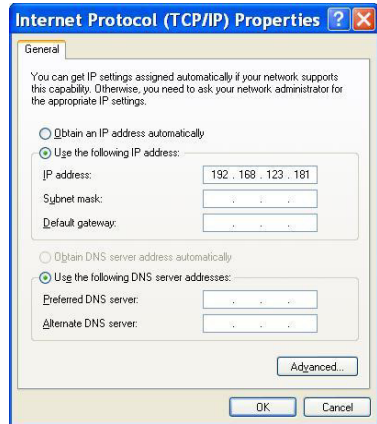 Internet Protocol (TCP/IP) Properties
General
You can get IP settings assigned automatically if your network supports
this capability. Otherwise, you need to ask your network administrator for
the appropriate IP settings.
Obtain an IP address automatically
Use the following IP address:
IP address: 192 . 168 . 123 . 181
Subnet mask: . . .
Default gateway: . . .
Obtain DNS server address automatically
Use the following DNS server addresses:
Preferred DNS server: . . .
Alternate DNS server: . . .
Advanced...
OK Cancel